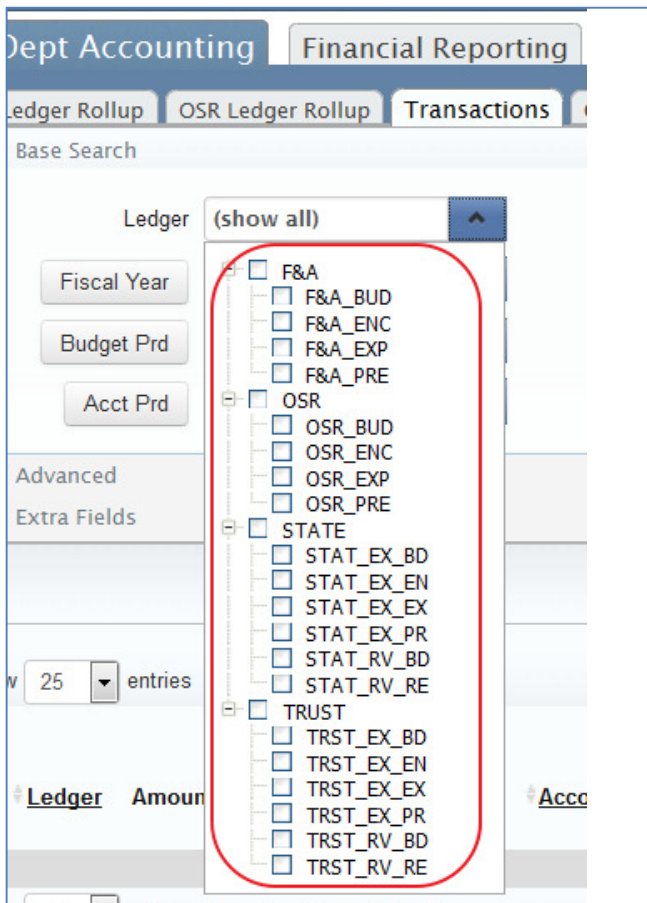 Dept Accounting Financial Reporting
Ledger Rollup OSR Ledger Rollup Transactions
Base Search
Ledger (show all)
Fiscal Year
Budget Prd
Acct Prd
F&A
F&A_BUD
F&A_ENC
F&A_EXP
F&A_PRE
OSR
OSR_BUD
OSR_ENC
OSR_EXP
OSR_PRE
STATE
STAT_EX_BD
STAT_EX_EN
STAT_EX_EX
STAT_EX_PR
STAT_RV_BD
STAT_RV_RE
TRUST
TRST_EX_BD
TRST_EX_EN
TRST_EX_EX
TRST_EX_PR
TRST_RV_BD
TRST_RV_RE
Advanced
Extra Fields
w 25 entries
Ledger Amoun Acco